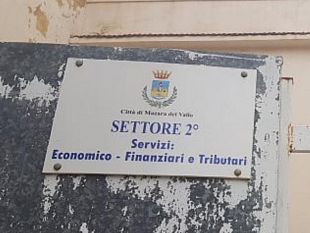 Città di Mazara del Vallo
SETTORE 2°
Servizi:
Economico - Finanziari e Tributari